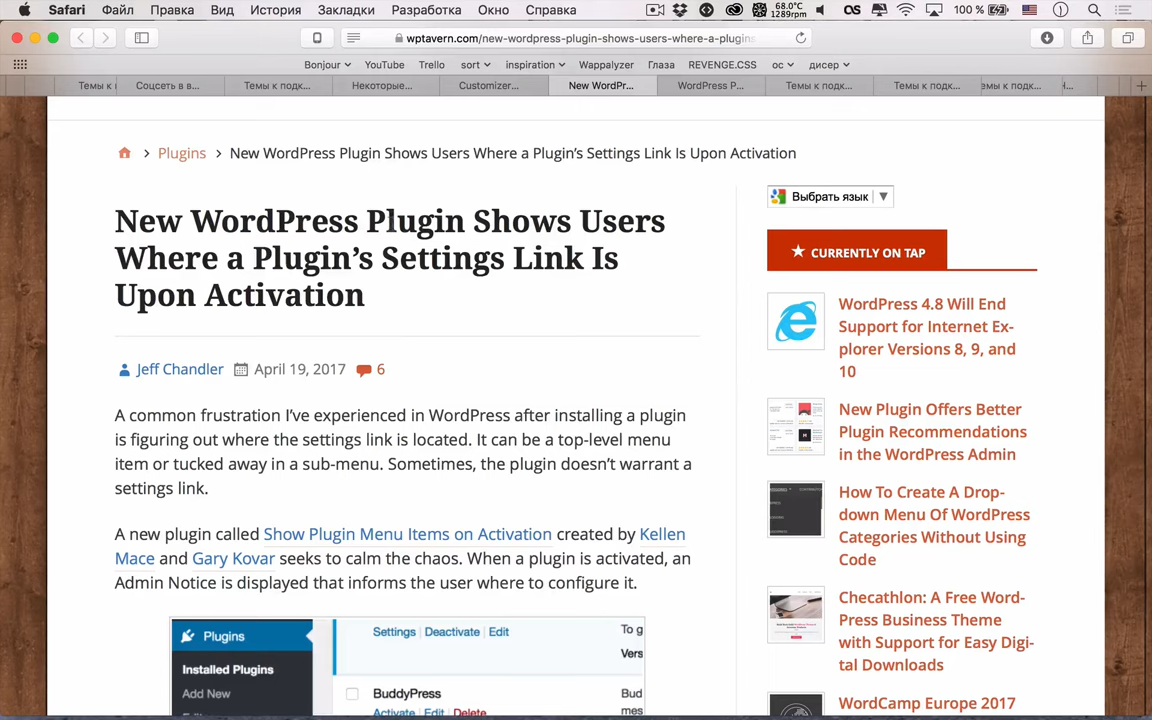 Safari Файл Правка Вид История Закладки Разработка Окно Справка 68.0°C 1289rpm 100 %
wptavern.com/new-wordpress-plugin-shows-users-where-a-plugins
Bonjour YouTube Trello sort inspiration Wappalyzer Глаза REVENGE.CSS ос дисер
Темы к Соцсеть в в... Темы к подк... Некоторые... Customizer... New WordPr... WordPress P... Темы к подк... Темы к подк... емы к подк...
Plugins New WordPress Plugin Shows Users Where a Plugin’s Settings Link Is Upon Activation
New WordPress Plugin Shows Users
Where a Plugin’s Settings Link Is
Upon Activation
Jeff Chandler April 19, 2017 6
A common frustration I’ve experienced in WordPress after installing a plugin
is figuring out where the settings link is located. It can be a top-level menu
item or tucked away in a sub-menu. Sometimes, the plugin doesn’t warrant a
settings link.
A new plugin called Show Plugin Menu Items on Activation created by Kellen
Mace and Gary Kovar seeks to calm the chaos. When a plugin is activated, an
Admin Notice is displayed that informs the user where to configure it.
Plugins
Installed Plugins
Add New
Settings | Deactivate | Edit
To g
Vers
BuddyPress
Bud
Activate | Edit | Delete
mes
Выбрать язык
CURRENTLY ON TAP
WordPress 4.8 Will End
Support for Internet Ex-
plorer Versions 8, 9, and
10
New Plugin Offers Better
Plugin Recommendations
in the WordPress Admin
How To Create A Drop-
down Menu Of WordPress
Categories Without Using
Code
Checathlon: A Free Word-
Press Business Theme
with Support for Easy Digi-
tal Downloads
WordCamp Europe 2017